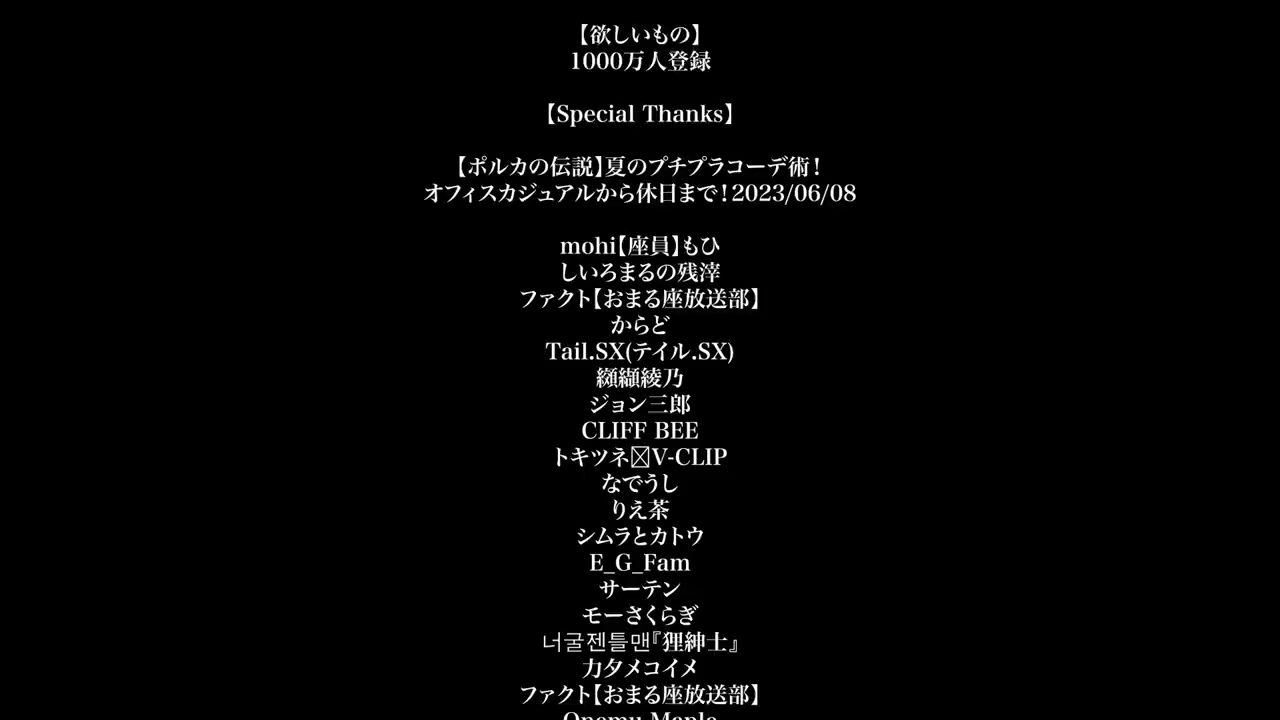 【欲しいもの】
1000万人登録
【Special Thanks】
【ポルカの伝説】夏のプチプラコーデ術！
オフィスカジュアルから休日まで！2023/06/08
mohi【座員】もひ
しいろまるの残滓
ファクト【おまる座放送部】
からど
Tail.SX(テイル.SX)
纐纈綾乃
ジョン三郎
CLIFF BEE
トキツネ☒V-CLIP
なでうし
りえ茶
シムラとカトウ
E_G_Fam
サーテン
モーさくらぎ
너굴젠틀맨『狸紳士』
カタメコイメ
ファクト【おまる座放送部】